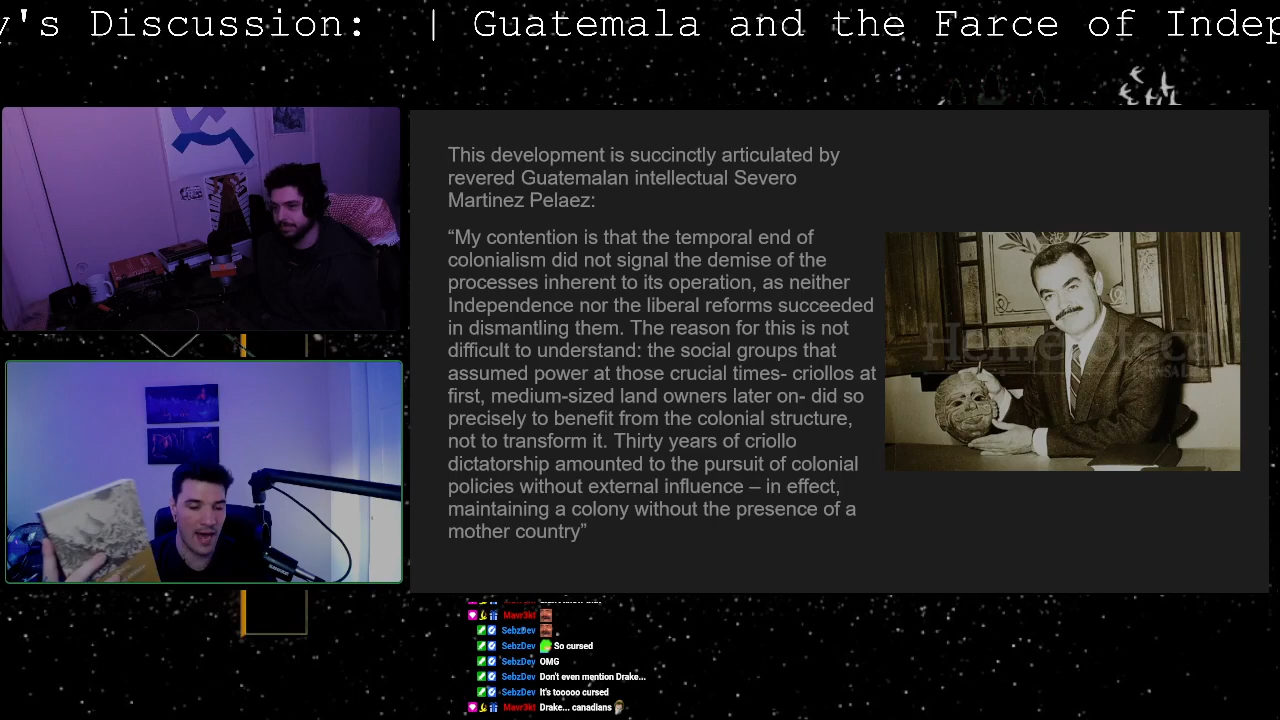 y's Discussion: | Guatemala and the Farce of Indep
This development is succinctly articulated by
revered Guatemalan intellectual Severo
Martinez Pelaez:
“My contention is that the temporal end of
colonialism did not signal the demise of the
processes inherent to its operation, as neither
Independence nor the liberal reforms succeeded
in dismantling them. The reason for this is not
difficult to understand: the social groups that
assumed power at those crucial times- criollos at
first, medium-sized land owners later on- did so
precisely to benefit from the colonial structure,
not to transform it. Thirty years of criollo
dictatorship amounted to the pursuit of colonial
policies without external influence – in effect,
maintaining a colony without the presence of a
mother country”
Hemeroteca
Mavr3kt
SebzDev
SebzDev So cursed
SebzDev OMG
SebzDev Don't even mention Drake...
SebzDev It's tooooo cursed
Mavr3kt Drake... canadians